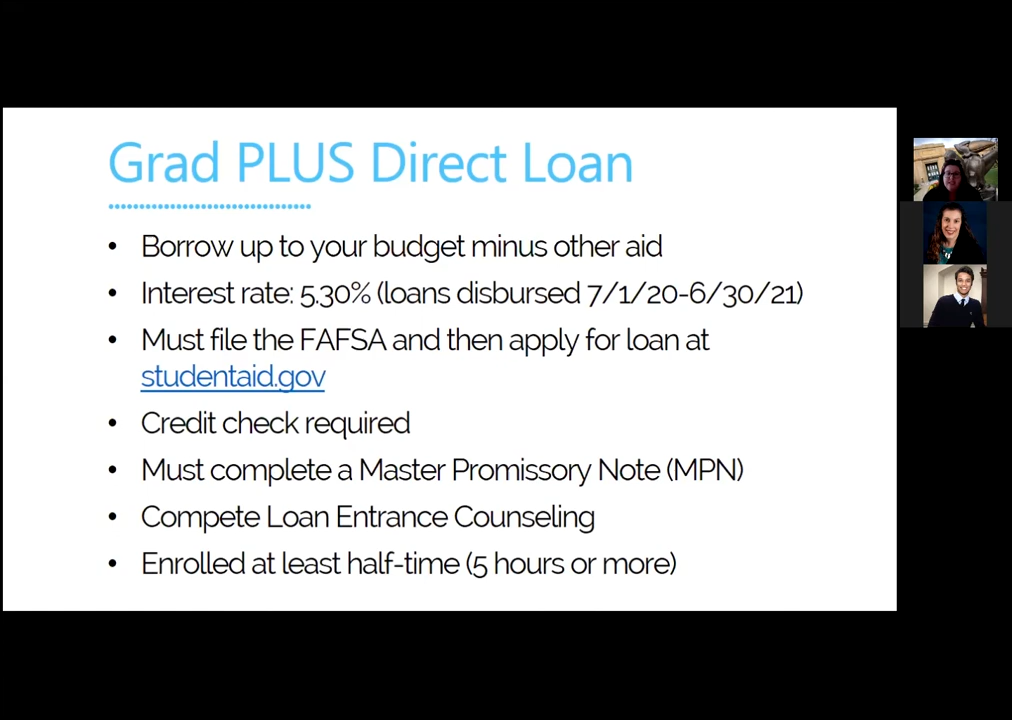 Grad PLUS Direct Loan
• Borrow up to your budget minus other aid
• Interest rate: 5.30% (loans disbursed 7/1/20-6/30/21)
• Must file the FAFSA and then apply for loan at
studentaid.gov
• Credit check required
• Must complete a Master Promissory Note (MPN)
• Compete Loan Entrance Counseling
• Enrolled at least half-time (5 hours or more)